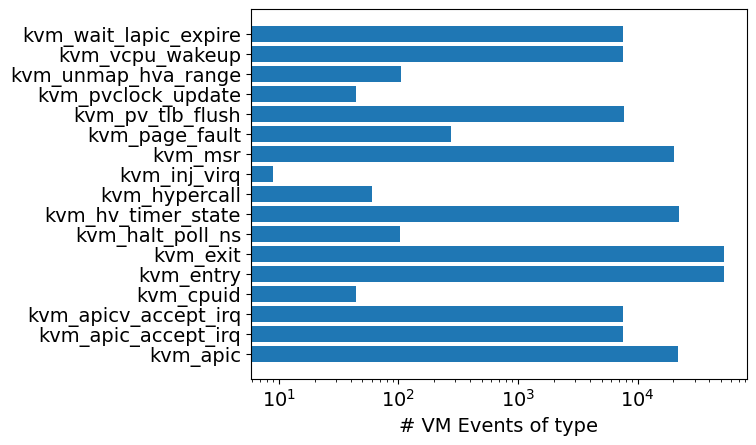 kvm_wait_lapic_expire
kvm_vcpu_wakeup
kvm_unmap_hva_range
kvm_pvclock_update
kvm_pv_tlb_flush
kvm_page_fault
kvm_msr
kvm_inj_virq
kvm_hypercall
kvm_hv_timer_state
kvm_halt_poll_ns
kvm_exit
kvm_entry
kvm_cpuid
kvm_apicv_accept_irq
kvm_apic_accept_irq
kvm_apic
10¹ 10² 10³ 10⁴
# VM Events of type